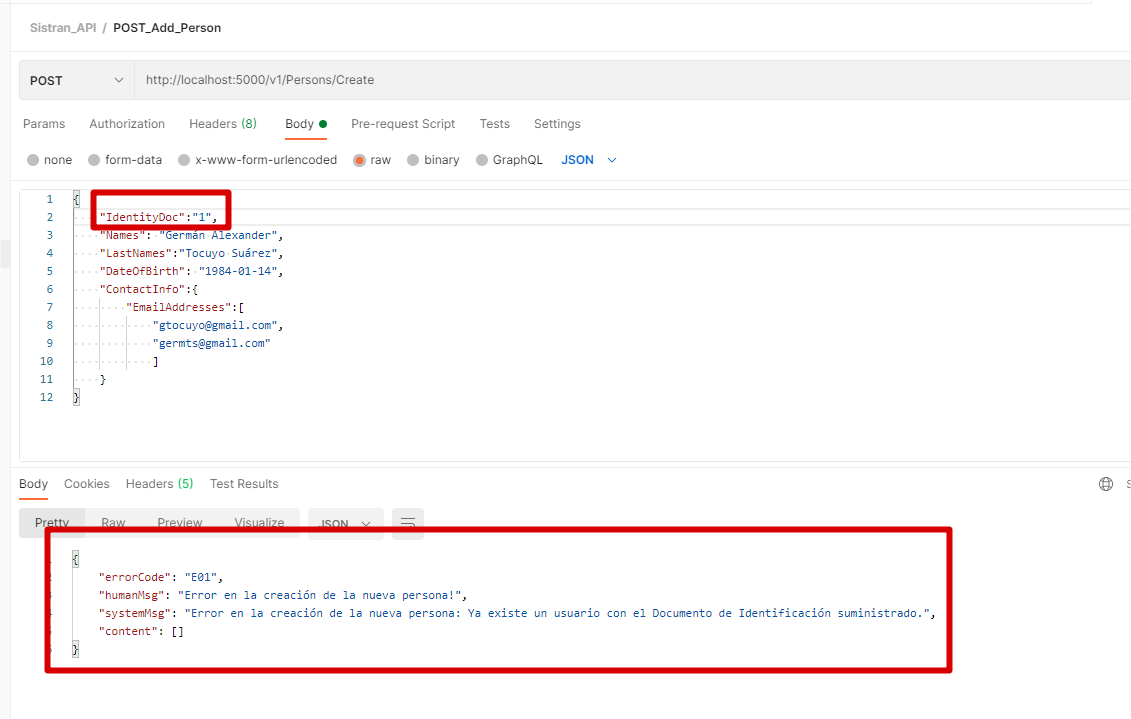 Sistran_API / POST_Add_Person
POST http://localhost:5000/v1/Persons/Create
Params Authorization Headers (8) Body Pre-request Script Tests Settings
none form-data x-www-form-urlencoded raw binary GraphQL JSON
1 {
2 "IdentityDoc":"1",
3 "Names": "Germán Alexander",
4 "LastNames":"Tocuyo Suárez",
5 "DateOfBirth": "1984-01-14",
6 "ContactInfo":{
7 "EmailAddresses":[
8 "gtocuyo@gmail.com",
9 "germts@gmail.com"
10 ]
11 }
12 }
Body Cookies Headers (5) Test Results
Pretty Raw Preview Visualize JSON
{
"errorCode": "E01",
"humanMsg": "Error en la creación de la nueva persona!",
"systemMsg": "Error en la creación de la nueva persona: Ya existe un usuario con el Documento de Identificación suministrado.",
"content": []
}